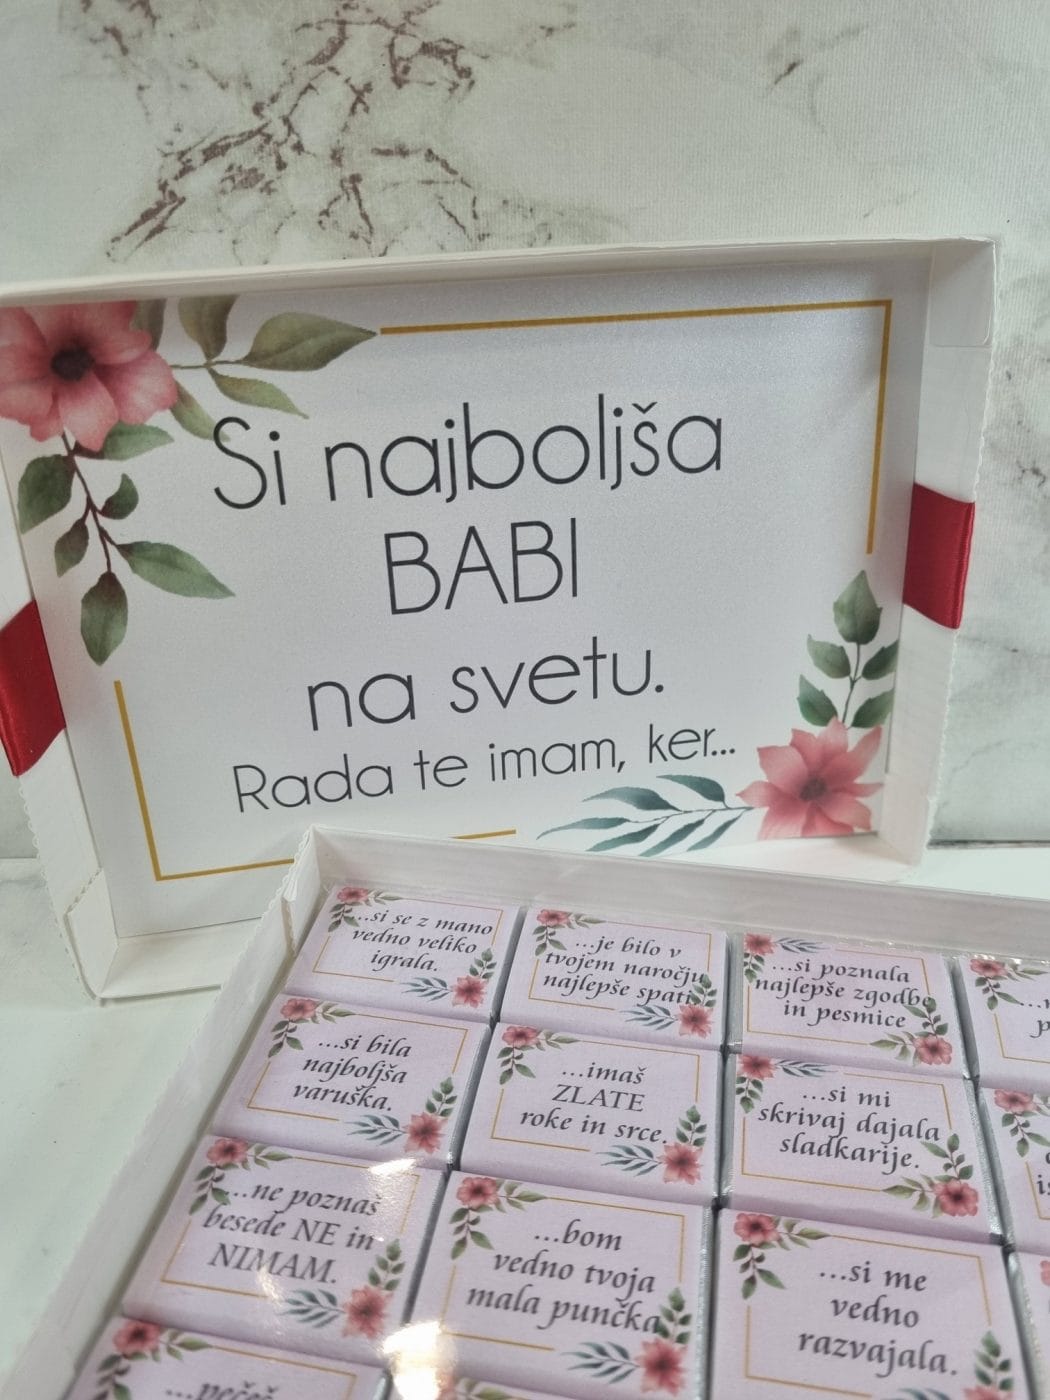 Si najboljša
BABI
na svetu.
Rada te imam, ker...
...si se z mano
vedno veliko
igrala.
...je bilo v
tvojem naročju
najlepše spati.
...si poznala
najlepše zgodbe
in pesmice
...si bila
najboljša
varuška.
...imaš
ZLATE
roke in srce.
...si mi
skrivaj dajala
sladkarije.
...ne poznaš
besede NE in
NIMAM.
...bom
vedno tvoja
mala punčka
...si me
vedno
razvajala.
...pečeš